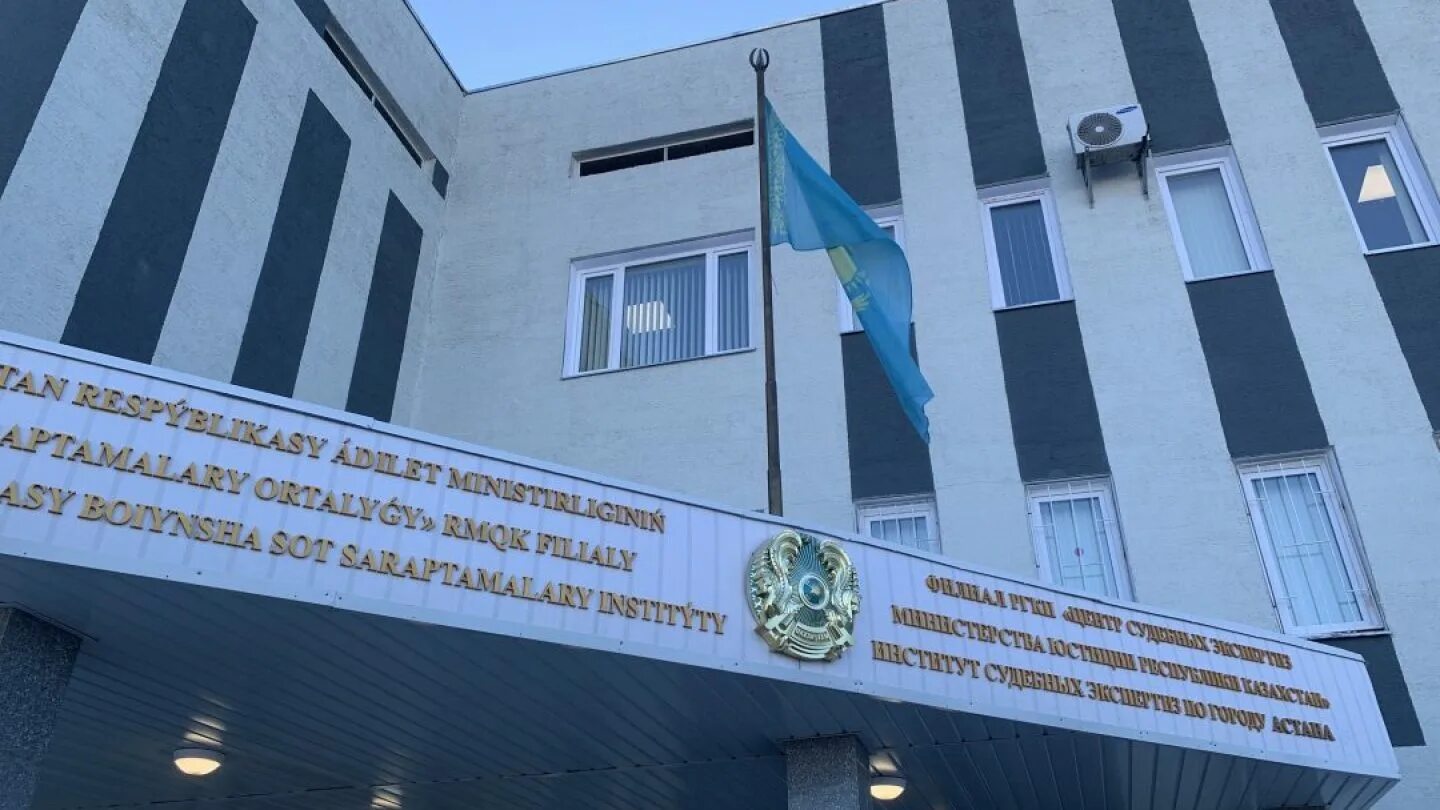 TAN RESPÝBLIKASY ÁDILET MINISTIRLIGINIŃ
APTAMALARY ORTALYǴY» RMQK FILIALY
ASY BOIYNSHA SOT SARAPTAMALARY INSTITÝTY
ФИЛИАЛ РГКП «ЦЕНТР СУДЕБНЫХ ЭКСПЕРТИЗ
МИНИСТЕРСТВА ЮСТИЦИИ РЕСПУБЛИКИ КАЗАХСТАН»
ИНСТИТУТ СУДЕБНЫХ ЭКСПЕРТИЗ ПО ГОРОДУ АСТАНА